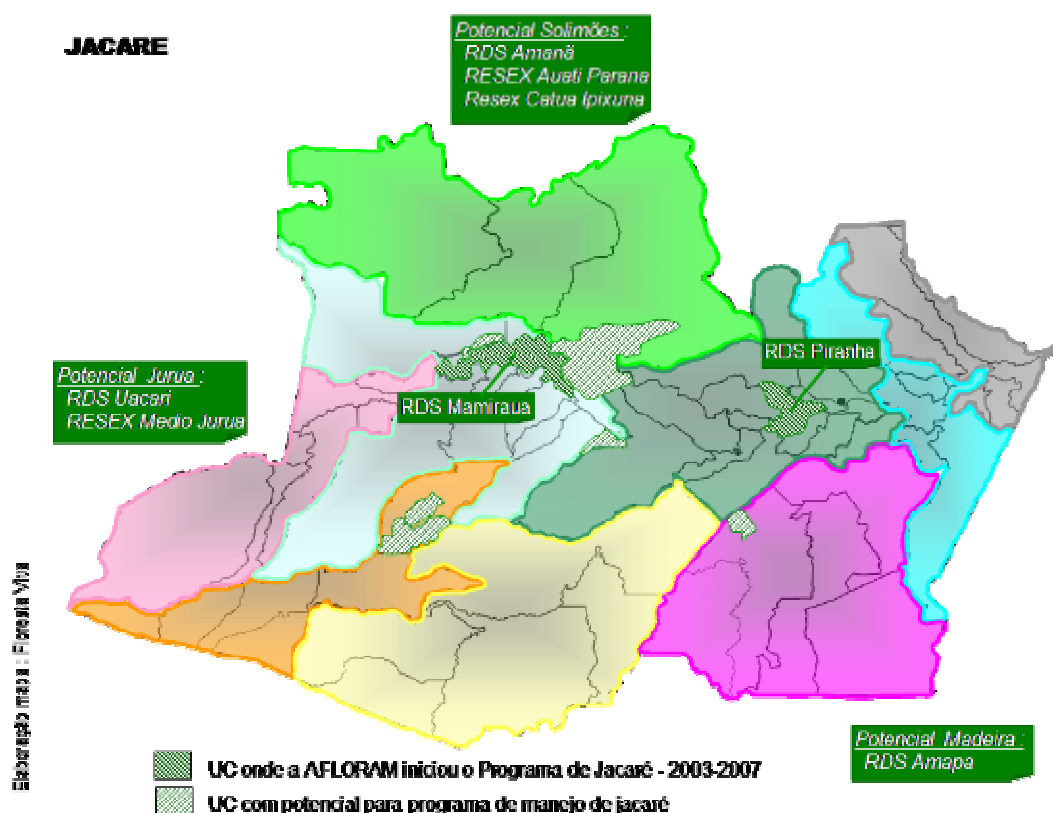 JACARE
Potencial Solimões :
RDS Amanã
RESEX Auati Parana
Resex Catua Ipixuna
RDS Piranha
Potencial Jurua :
RDS Uacari
RESEX Medio Jurua
RDS Mamiraua
Elaboração mapa : Floresta Viva
Potencial Madeira :
RDS Amapa
UC onde a AFLORAM iniciou o Programa de Jacaré - 2003-2007
UC com potencial para programa de manejo de jacaré